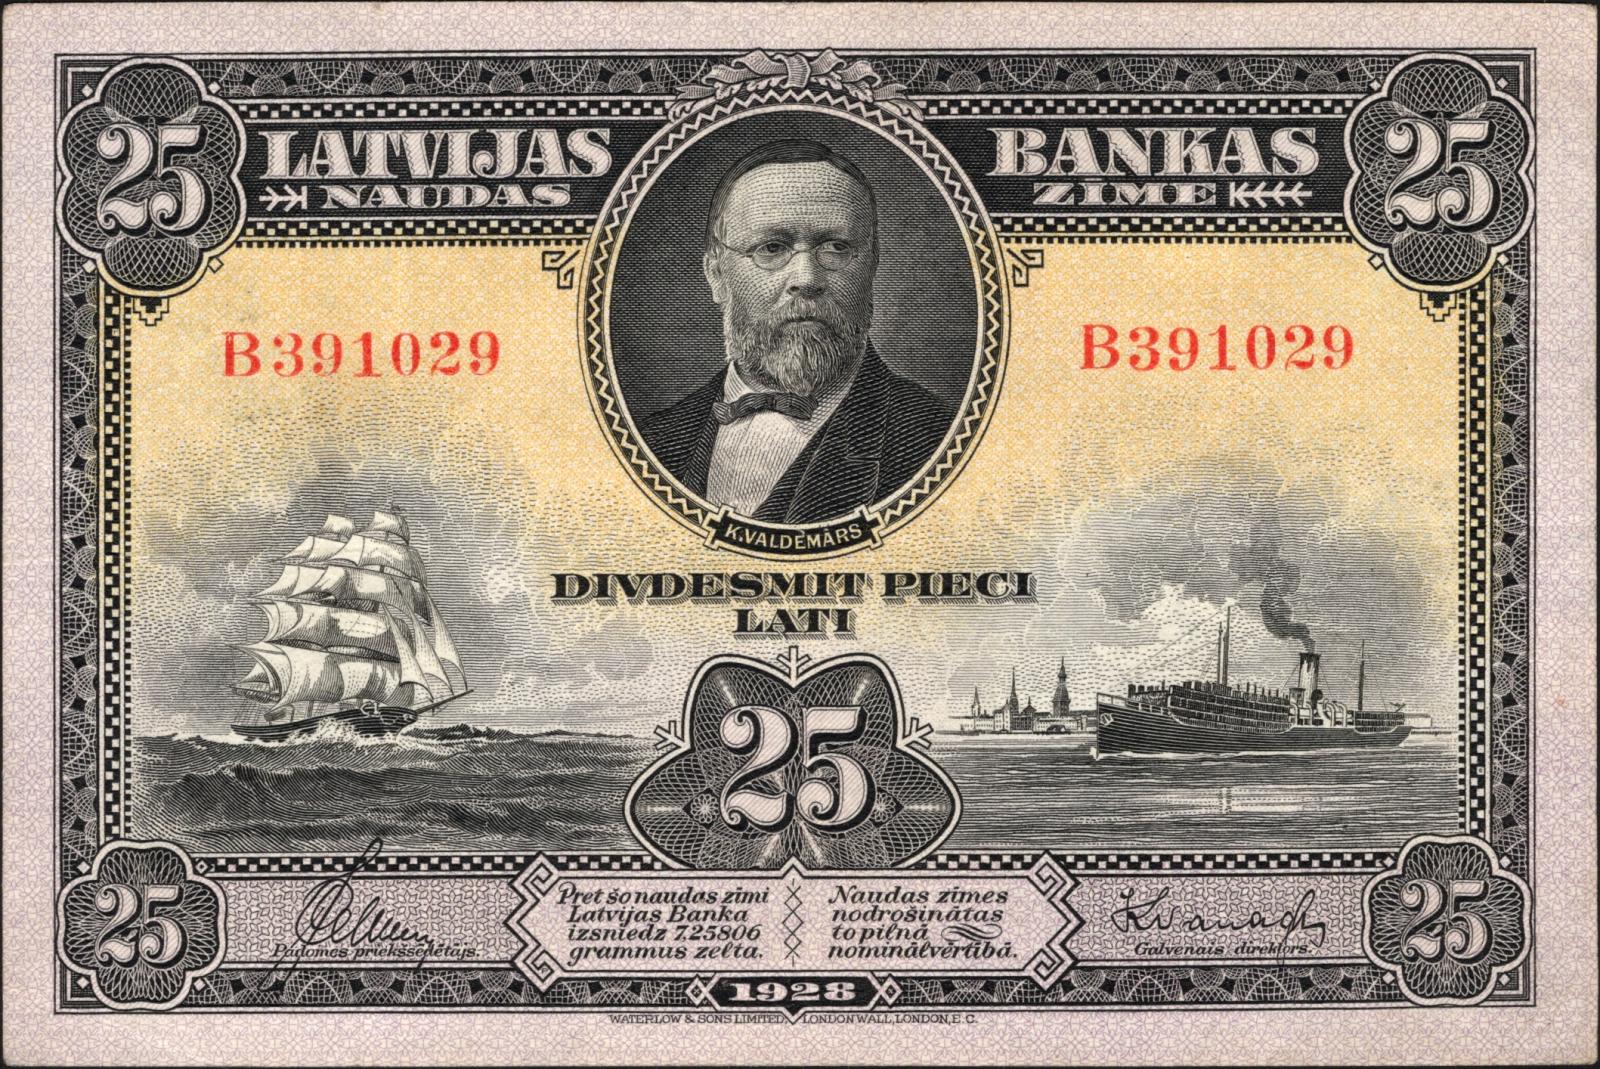 25 LATVIJAS BANKAS 25
NAUDAS ZĪME
B391029 B391029
K.VALDEMĀRS
DIVDESMIT PIECI
LATI
25
Pret šo naudas zīmi
Latvijas Banka
izsniedz 7,25806
grammus zelta.
Naudas zīmes
nodrošinātas
to pilnā
nominālvērtībā.
25 25
Padomes priekšsēdētājs.
Galvenais direktors.
1928
WATERLOW & SONS LIMITED, LONDON WALL, LONDON, E.C.